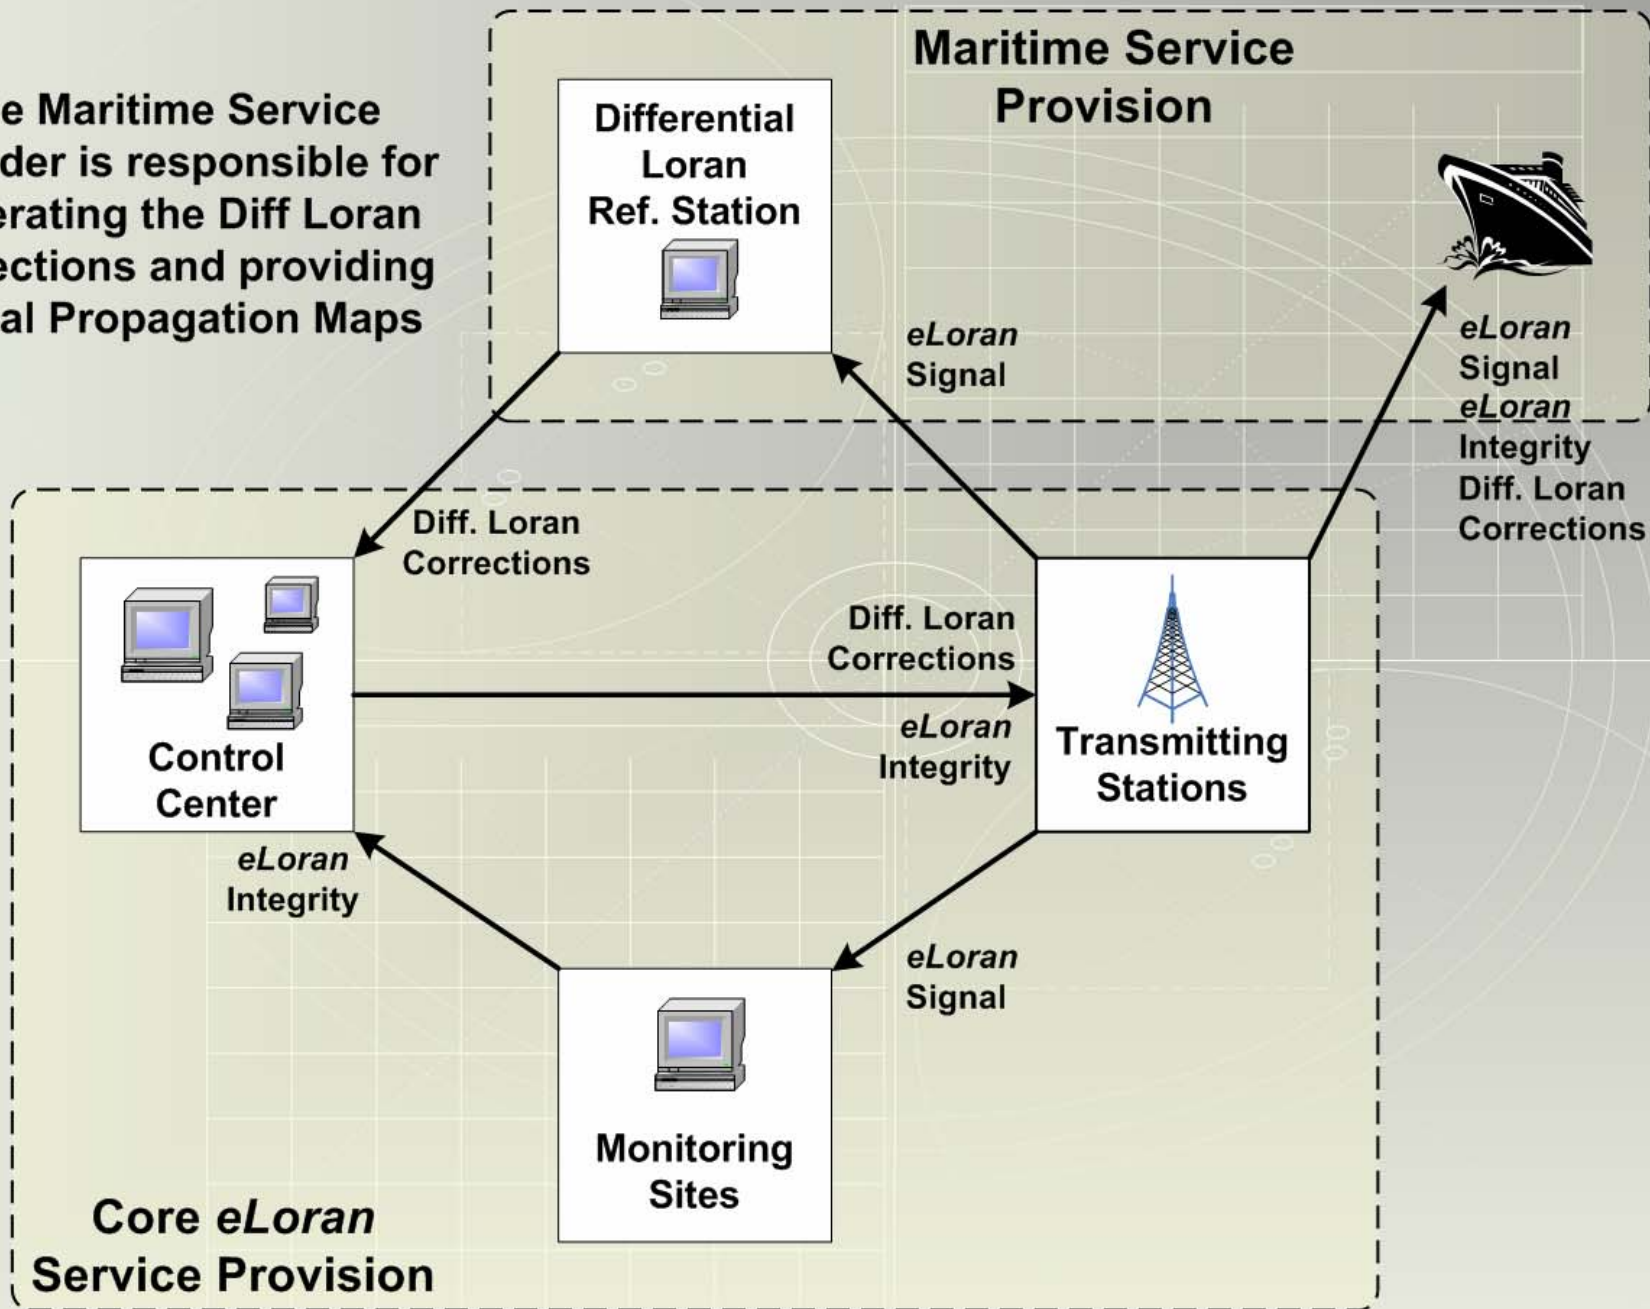 e Maritime Service
der is responsible for
erating the Diff Loran
ections and providing
al Propagation Maps
Maritime Service
Provision
Differential
Loran
Ref. Station
eLoran
Signal
eLoran
Signal
eLoran
Integrity
Diff. Loran
Corrections
Diff. Loran
Corrections
Diff. Loran
Corrections
eLoran
Integrity
Control
Center
Transmitting
Stations
eLoran
Integrity
eLoran
Signal
Monitoring
Sites
Core eLoran
Service Provision